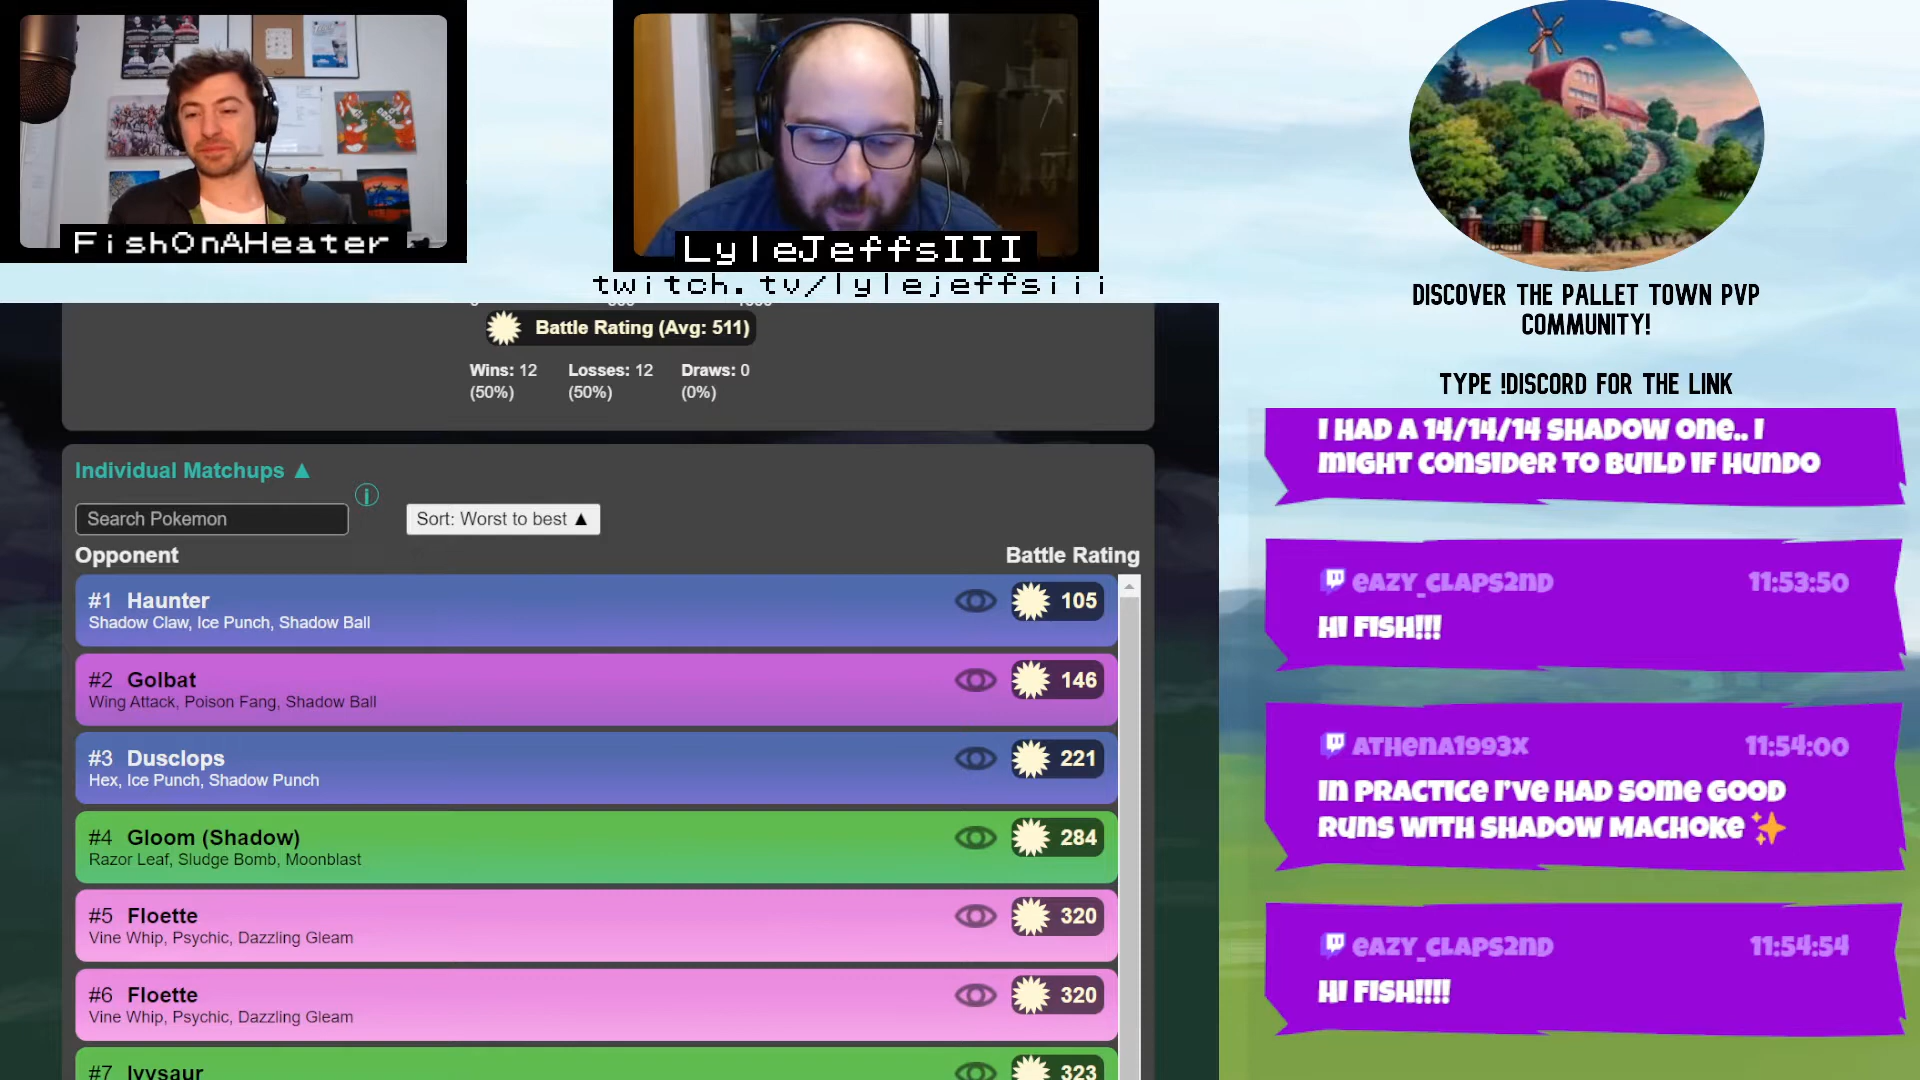 FishOnAHeater
LyleJeffsIII
twitch.tv/lylejeffsiii
Battle Rating (Avg: 511)
Wins: 12 (50%)
Losses: 12 (50%)
Draws: 0 (0%)
Individual Matchups ▲
Search Pokemon
Sort: Worst to best ▲
Opponent
Battle Rating
#1 Haunter
105
Shadow Claw, Ice Punch, Shadow Ball
#2 Golbat
146
Wing Attack, Poison Fang, Shadow Ball
#3 Dusclops
221
Hex, Ice Punch, Shadow Punch
#4 Gloom (Shadow)
284
Razor Leaf, Sludge Bomb, Moonblast
#5 Floette
320
Vine Whip, Psychic, Dazzling Gleam
#6 Floette
320
Vine Whip, Psychic, Dazzling Gleam
#7 Ivysaur
323
DISCOVER THE PALLET TOWN PVP
COMMUNITY!
TYPE !DISCORD FOR THE LINK
I HAD A 14/14/14 SHADOW ONE.. I
MIGHT CONSIDER TO BUILD IF HUNDO
EAZY_CLAPS2ND
11:53:50
HI FISH!!!
ATHENA1993X
11:54:00
IN PRACTICE I'VE HAD SOME GOOD
RUNS WITH SHADOW MACHOKE ✨
EAZY_CLAPS2ND
11:54:54
HI FISH!!!!